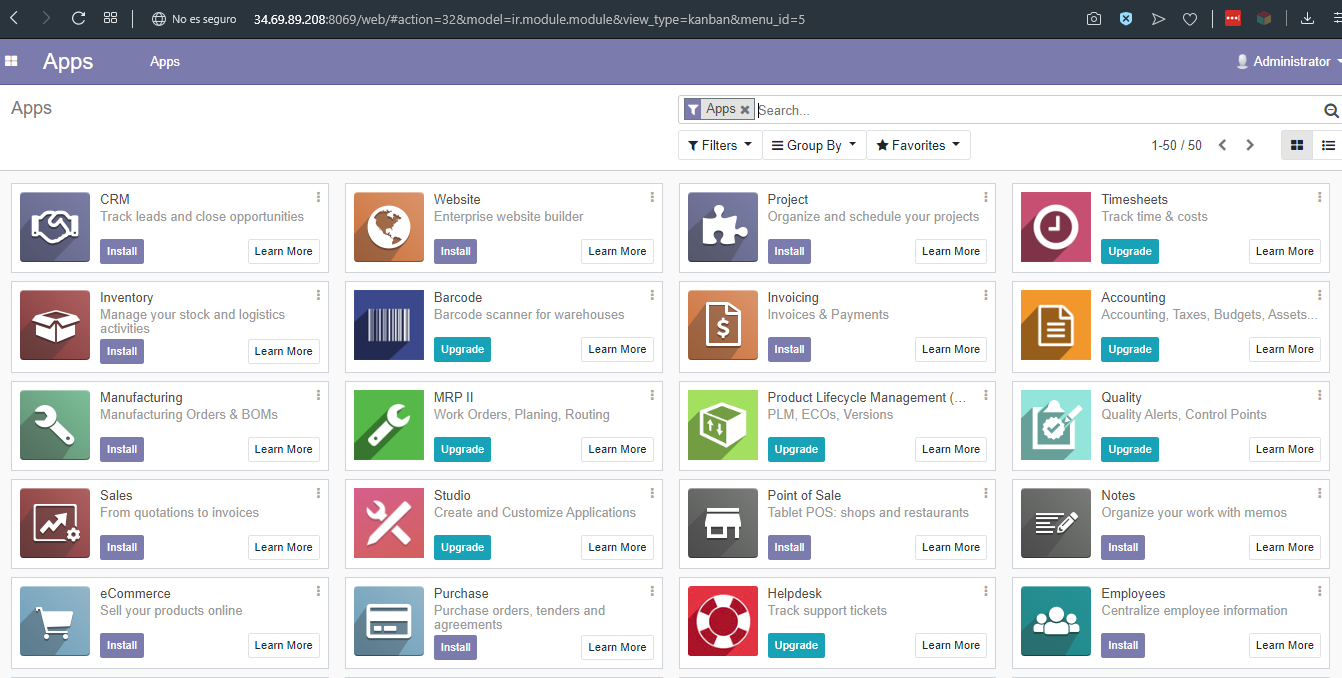 No es seguro 34.69.89.208:8069/web/#action=32&model=ir.module.module&view_type=kanban&menu_id=5
Apps Apps Administrator
Apps
Apps Search...
Filters Group By Favorites 1-50 / 50
CRM
Track leads and close opportunities
Install Learn More
Website
Enterprise website builder
Install Learn More
Project
Organize and schedule your projects
Install Learn More
Timesheets
Track time & costs
Upgrade Learn More
Inventory
Manage your stock and logistics
activities
Install Learn More
Barcode
Barcode scanner for warehouses
Upgrade Learn More
Invoicing
Invoices & Payments
Install Learn More
Accounting
Accounting, Taxes, Budgets, Assets...
Upgrade Learn More
Manufacturing
Manufacturing Orders & BOMs
Install Learn More
MRP II
Work Orders, Planing, Routing
Upgrade Learn More
Product Lifecycle Management (...
PLM, ECOs, Versions
Upgrade Learn More
Quality
Quality Alerts, Control Points
Upgrade Learn More
Sales
From quotations to invoices
Install Learn More
Studio
Create and Customize Applications
Upgrade Learn More
Point of Sale
Tablet POS: shops and restaurants
Install Learn More
Notes
Organize your work with memos
Install Learn More
eCommerce
Sell your products online
Install Learn More
Purchase
Purchase orders, tenders and
agreements
Install Learn More
Helpdesk
Track support tickets
Upgrade Learn More
Employees
Centralize employee information
Install Learn More